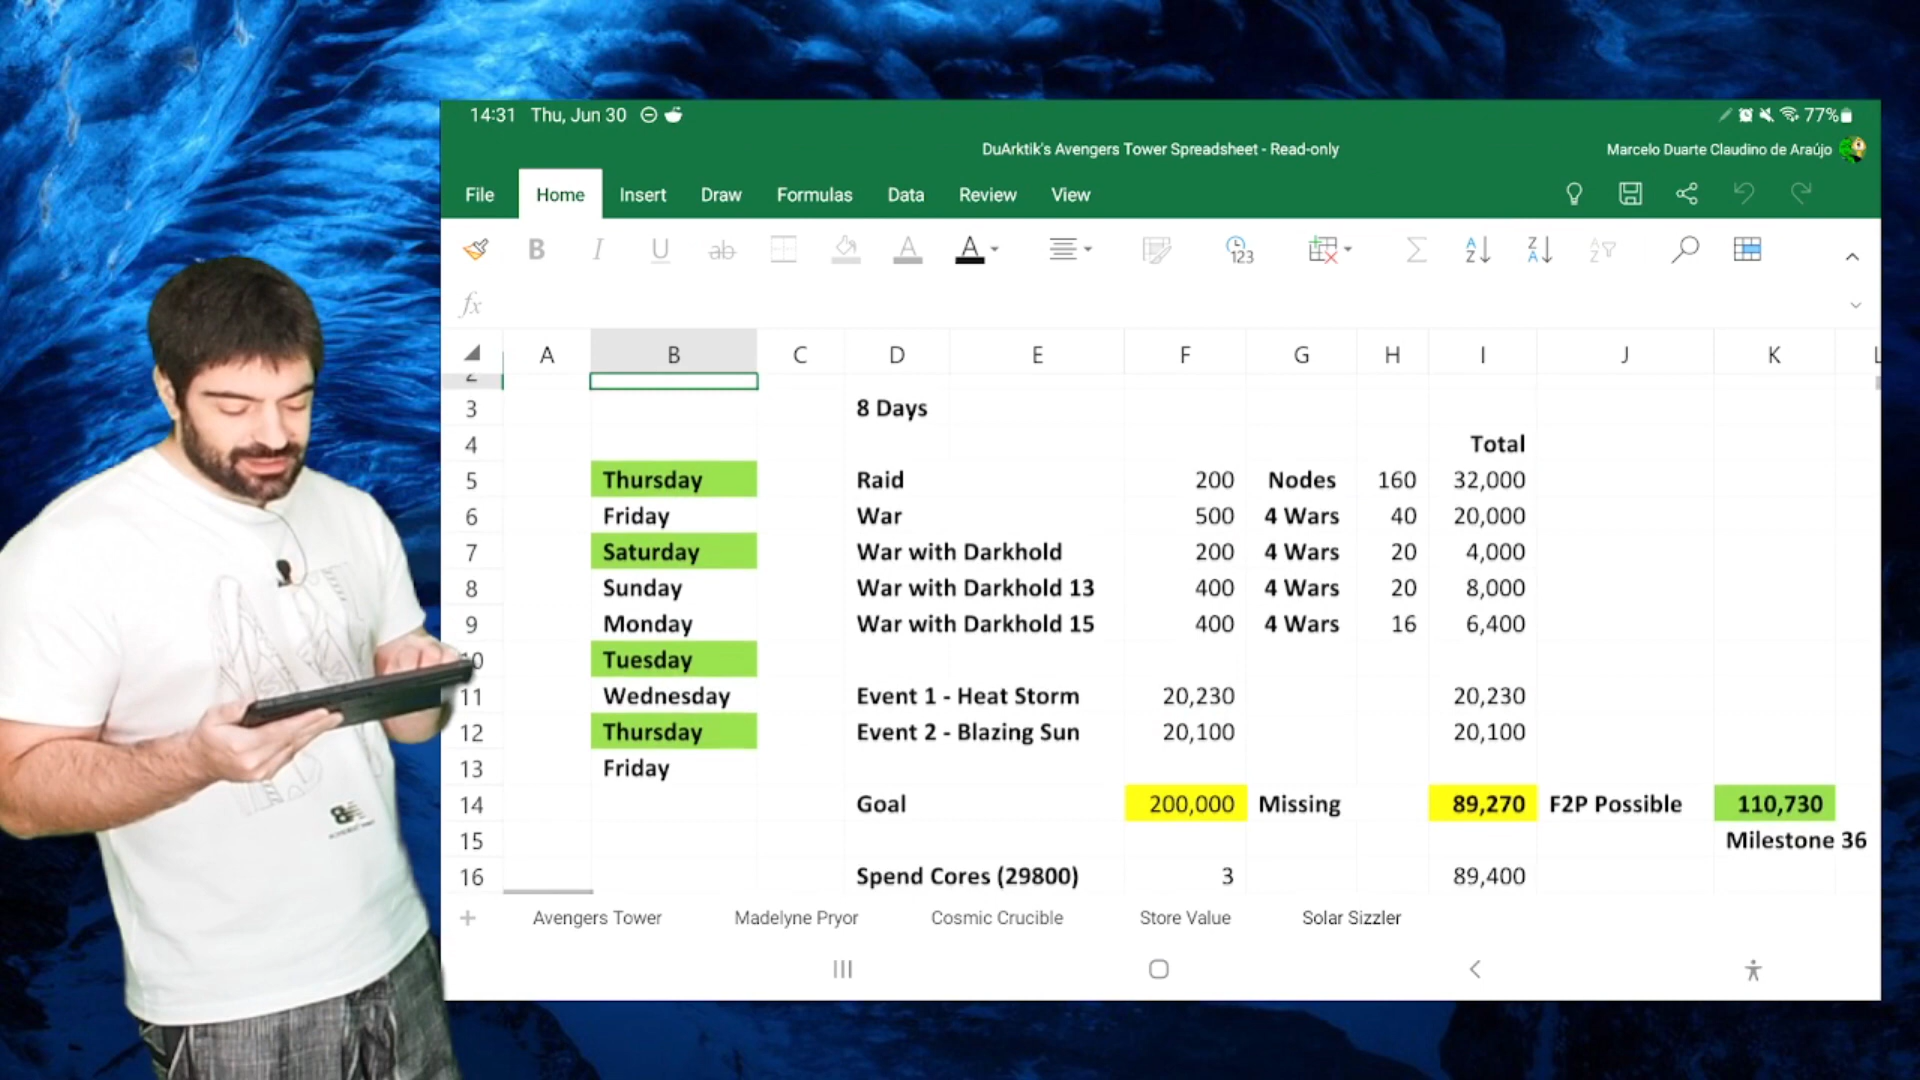 14:31 Thu, Jun 30 77%
DuArktik's Avengers Tower Spreadsheet - Read-only
Marcelo Duarte Claudino de Araújo
File Home Insert Draw Formulas Data Review View
B I U ab A A 123 A Z Z A A Z
fx
A B C D E F G H I J K L
2
3 8 Days
4 Total
5 Thursday Raid 200 Nodes 160 32,000
6 Friday War 500 4 Wars 40 20,000
7 Saturday War with Darkhold 200 4 Wars 20 4,000
8 Sunday War with Darkhold 13 400 4 Wars 20 8,000
9 Monday War with Darkhold 15 400 4 Wars 16 6,400
10 Tuesday
11 Wednesday Event 1 - Heat Storm 20,230 20,230
12 Thursday Event 2 - Blazing Sun 20,100 20,100
13 Friday
14 Goal 200,000 Missing 89,270 F2P Possible 110,730
15 Milestone 36
16 Spend Cores (29800) 3 89,400
+ Avengers Tower Madelyne Pryor Cosmic Crucible Store Value Solar Sizzler